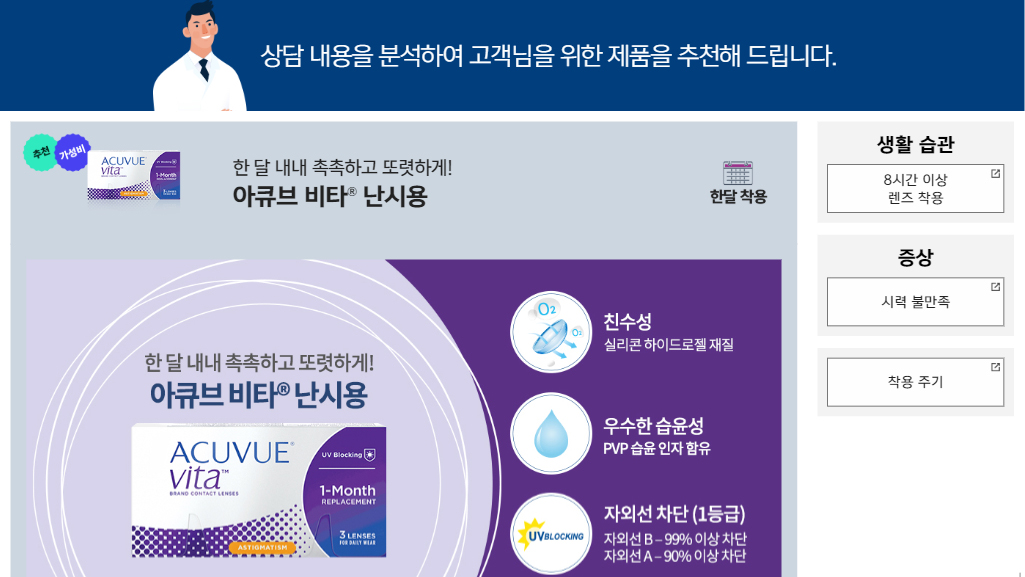 상담 내용을 분석하여 고객님을 위한 제품을 추천해 드립니다.
추천
가성비
ACUVUE
vita™
1-Month
한 달 내내 촉촉하고 또렷하게!
아큐브 비타® 난시용
한달 착용
생활 습관
8시간 이상
렌즈 착용
증상
시력 불만족
착용 주기
한 달 내내 촉촉하고 또렷하게!
아큐브 비타® 난시용
ACUVUE®
vita™
BRAND CONTACT LENSES
UV Blocking
1-Month
REPLACEMENT
3 LENSES
FOR DAILY WEAR
ASTIGMATISM
O2
O2
친수성
실리콘 하이드로젤 재질
우수한 습윤성
PVP 습윤 인자 함유
UV BLOCKING
자외선 차단 (1등급)
자외선 B – 99% 이상 차단
자외선 A – 90% 이상 차단